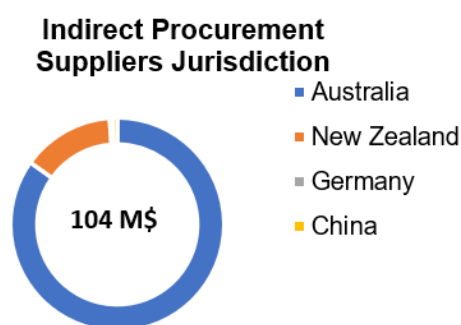 Indirect Procurement
Suppliers Jurisdiction
Australia
New Zealand
Germany
China
104 M$